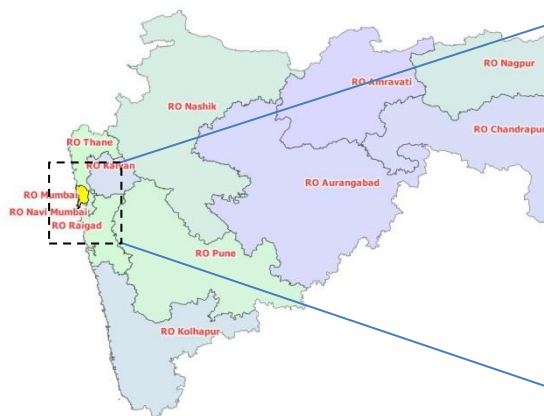 RO Nagpur
RO Amravati
RO Nashik
RO Chandrapur
RO Thane
RO Kalyan
RO Aurangabad
RO Mumbai
RO Navi Mumbai
RO Raigad
RO Pune
RO Kolhapur